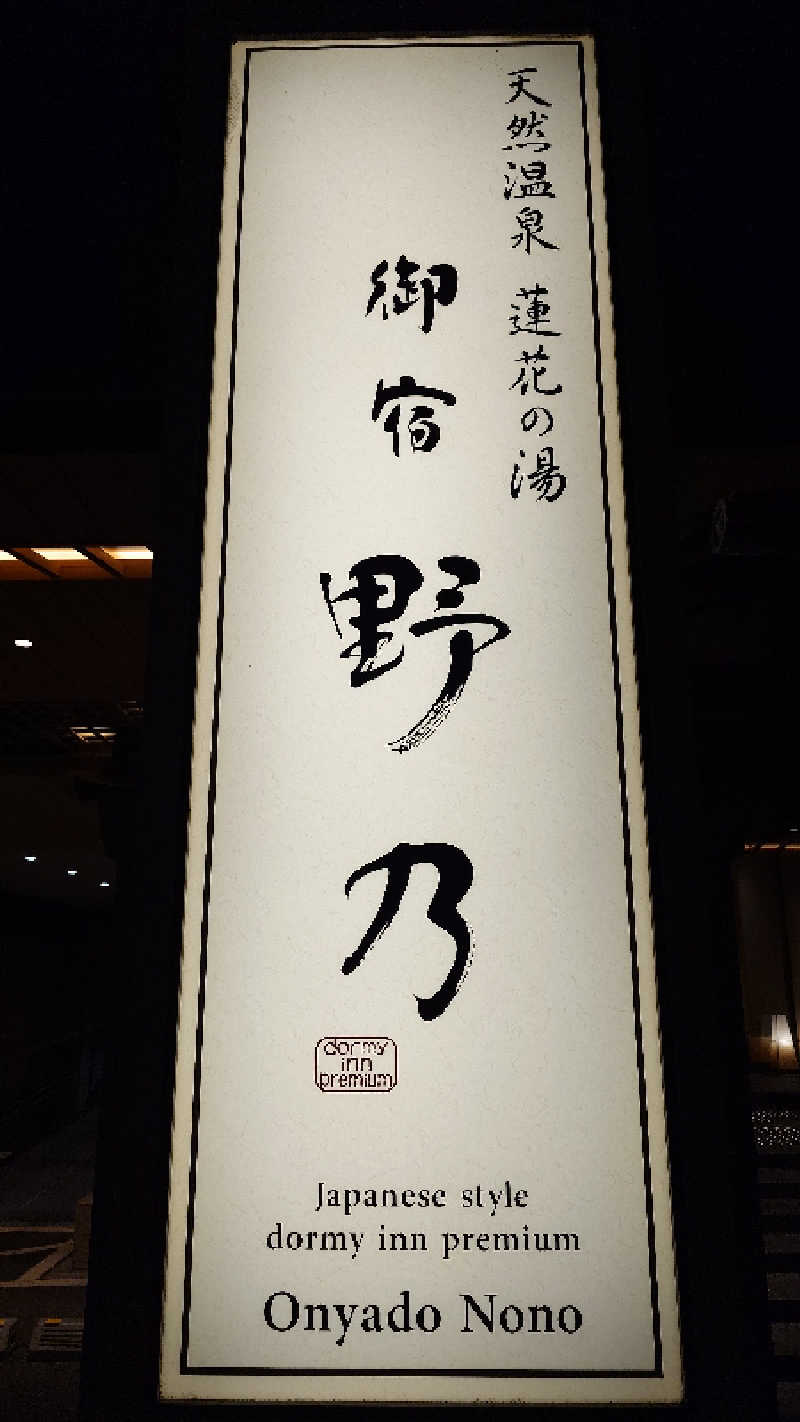 天然温泉 蓮花の湯
御宿 野乃
dormy
inn
premium
Japanese style
dormy inn premium
Onyado Nono